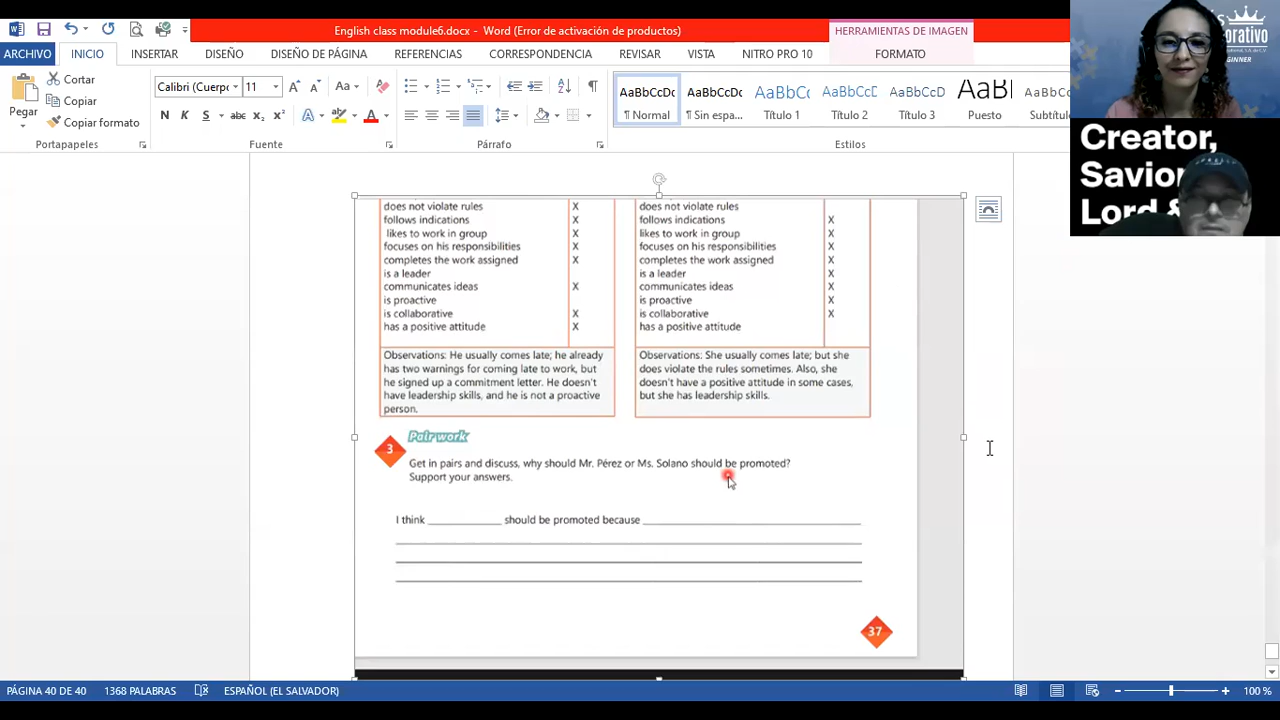 English class module6.docx - Word (Error de activación de productos)
HERRAMIENTAS DE IMAGEN
ARCHIVO INICIO INSERTAR DISEÑO DISEÑO DE PÁGINA REFERENCIAS CORRESPONDENCIA REVISAR VISTA NITRO PRO 10 FORMATO
Pegar
Cortar
Copiar
Copiar formato
Calibri (Cuerpo 11
N K S abc x₂ x²
AaBbCcDc AaBbCcDc AaBbCc AaBbCcC AaBbCcD AaBl AaBbCcD
¶ Normal ¶ Sin espa... Título 1 Título 2 Título 3 Puesto Subtítul
Portapapeles Fuente Párrafo Estilos
Creator,
Savior
Lord &
does not violate rules X
follows indications X
likes to work in group X
focuses on his responsibilities X
completes the work assigned X
is a leader
communicates ideas X
is proactive
is collaborative X
has a positive attitude X
Observations: He usually comes late; he already
has two warnings for coming late to work, but
he signed up a commitment letter. He doesn't
have leadership skills, and he is not a proactive
person.
does not violate rules
follows indications X
likes to work in group X
focuses on his responsibilities X
completes the work assigned X
is a leader X
communicates ideas X
is proactive X
is collaborative X
has a positive attitude
Observations: She usually comes late; but she
does violate the rules sometimes. Also, she
doesn't have a positive attitude in some cases,
but she has leadership skills.
3
Pair work
Get in pairs and discuss, why should Mr. Pérez or Ms. Solano should be promoted?
Support your answers.
I think ____________ should be promoted because ____________
37
PÁGINA 40 DE 40 1368 PALABRAS ESPAÑOL (EL SALVADOR) 100 %